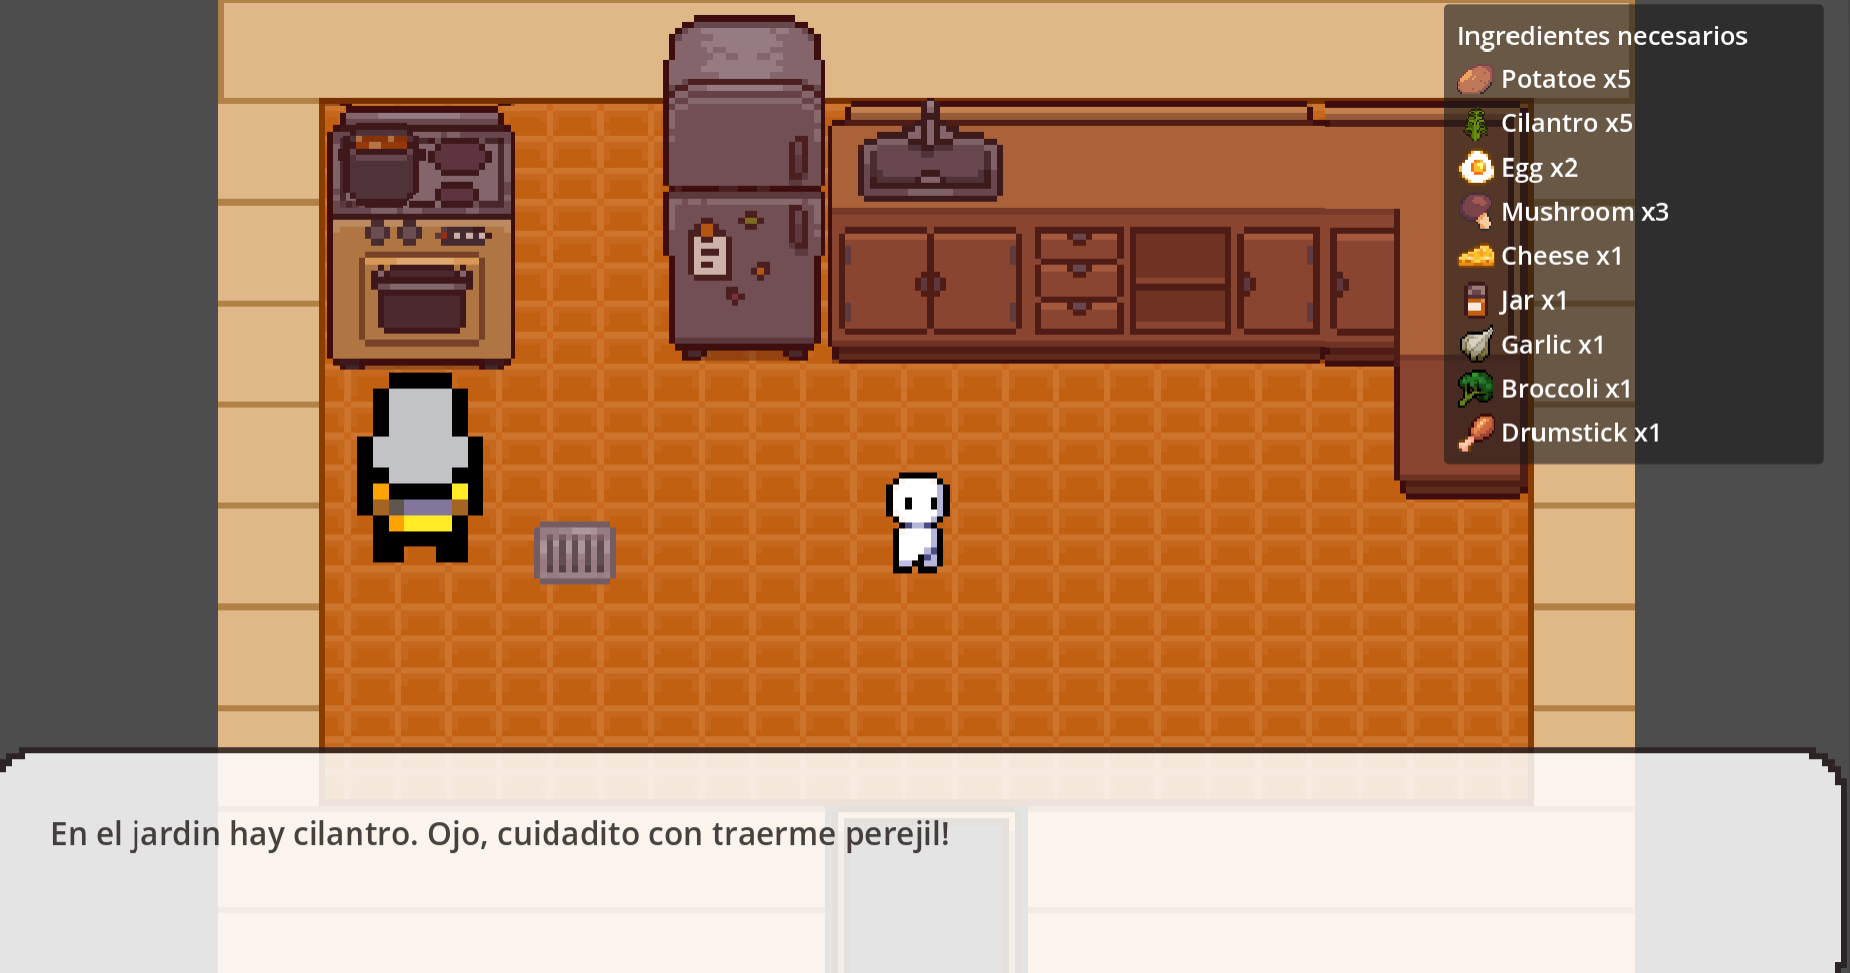 Ingredientes necesarios
Potatoe x5
Cilantro x5
Egg x2
Mushroom x3
Cheese x1
Jar x1
Garlic x1
Broccoli x1
Drumstick x1
En el jardin hay cilantro. Ojo, cuidadito con traerme perejil!